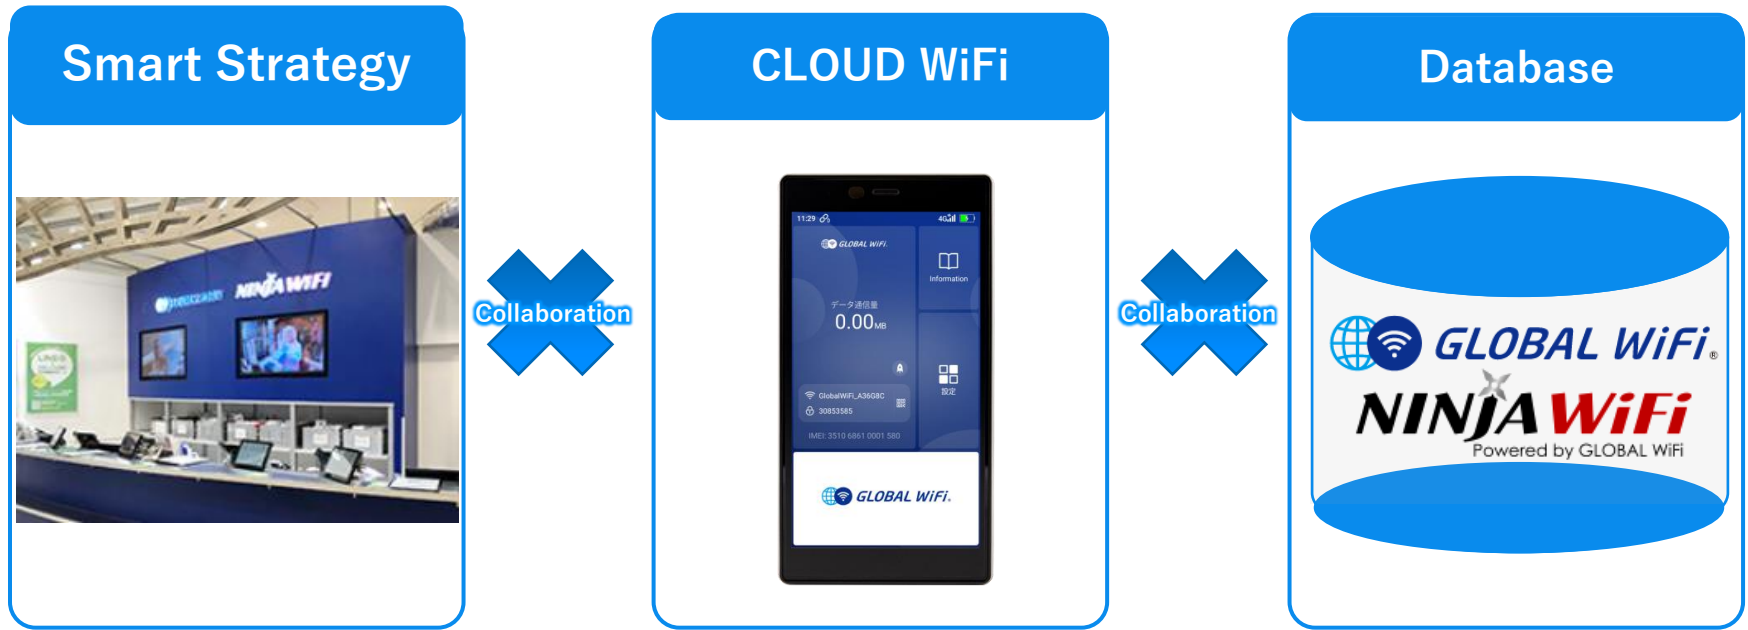 Smart Strategy
NINJA WiFi
Collaboration
CLOUD WiFi
11:29
4G
GLOBAL WiFi.
Information
データ通信量
0.00MB
設定
GlobalWiFi_A36G8C
30853585
IMEI: 3510 6861 0001 580
GLOBAL WiFi.
Collaboration
Database
GLOBAL WiFi®
NINJA WiFi
Powered by GLOBAL WiFi